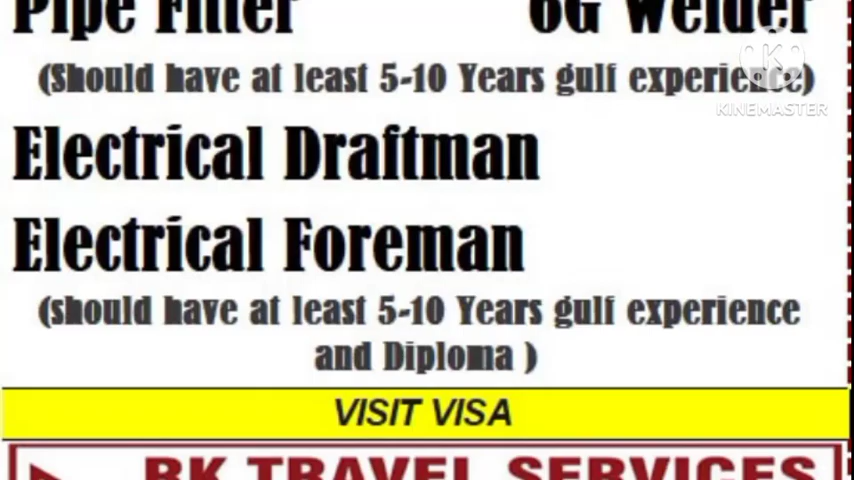 Pipe Fitter 6G Welder
(Should have at least 5-10 Years gulf experience)
KINEMASTER
Electrical Draftman
Electrical Foreman
(should have at least 5-10 Years gulf experience
and Diploma )
VISIT VISA
RK TRAVEL SERVICES